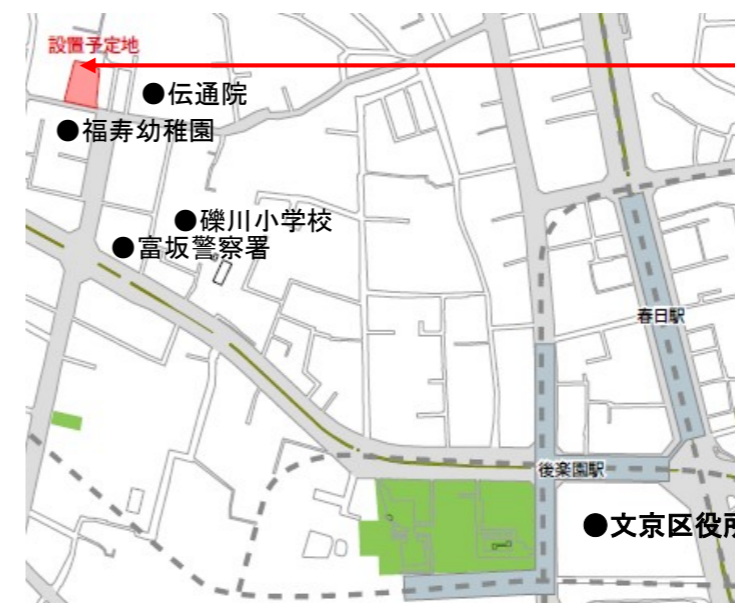 設置予定地
●伝通院
●福寿幼稚園
●礫川小学校
●富坂警察署
春日駅
後楽園駅
●文京区役所